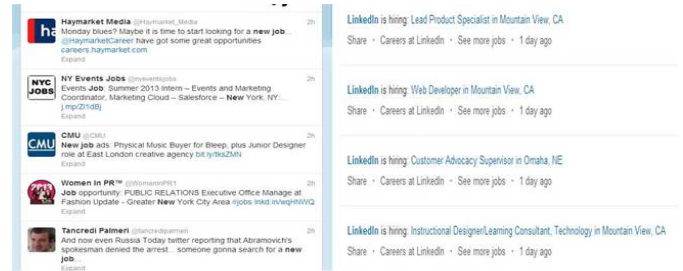 Haymarket Media @Haymarket_Media 2h
Monday blues? Maybe it is time to start looking for a new job...
@HaymarketCareer have got some great opportunities
careers.haymarket.com
Expand
NYC
JOBS
NY Events Jobs @nyeventsjobs 2h
Events Job: Summer 2013 Intern – Events and Marketing
Coordinator, Marketing Cloud – Salesforce – New York, NY:...
j.mp/ZI1dBj
Expand
CMU
CMU @CMU 2h
New job ads: Physical Music Buyer for Bleep, plus Junior Designer
role at East London creative agency bit.ly/tksZMN
Expand
Women In PR™ @WomeninPR1 2h
Job opportunity: PUBLIC RELATIONS Executive Office Manage at
Fashion Update - Greater New York City Area #jobs lnkd.in/wqHNWQ
Expand
Tancredi Palmeri @tancredipalmeri 2h
And now even Russia Today twitter reporting that Abramovich's
spokesman denied the arrest... someone gonna search for a new
job...
Expand
LinkedIn is hiring: Lead Product Specialist in Mountain View, CA
Share • Careers at LinkedIn • See more jobs • 1 day ago
LinkedIn is hiring: Web Developer in Mountain View, CA
Share • Careers at LinkedIn • See more jobs • 1 day ago
LinkedIn is hiring: Customer Advocacy Supervisor in Omaha, NE
Share • Careers at LinkedIn • See more jobs • 1 day ago
LinkedIn is hiring: Instructional Designer/Learning Consultant, Technology in Mountain View, CA
Share • Careers at LinkedIn • See more jobs • 1 day ago